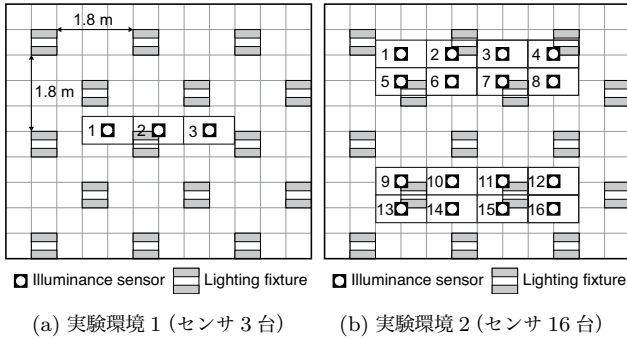 1.8 m
1.8 m
1 2 3
1 2 3 4
5 6 7 8
9 10 11 12
13 14 15 16
Illuminance sensor Lighting fixture
Illuminance sensor Lighting fixture
(a) 実験環境 1 (センサ 3 台)
(b) 実験環境 2 (センサ 16 台)